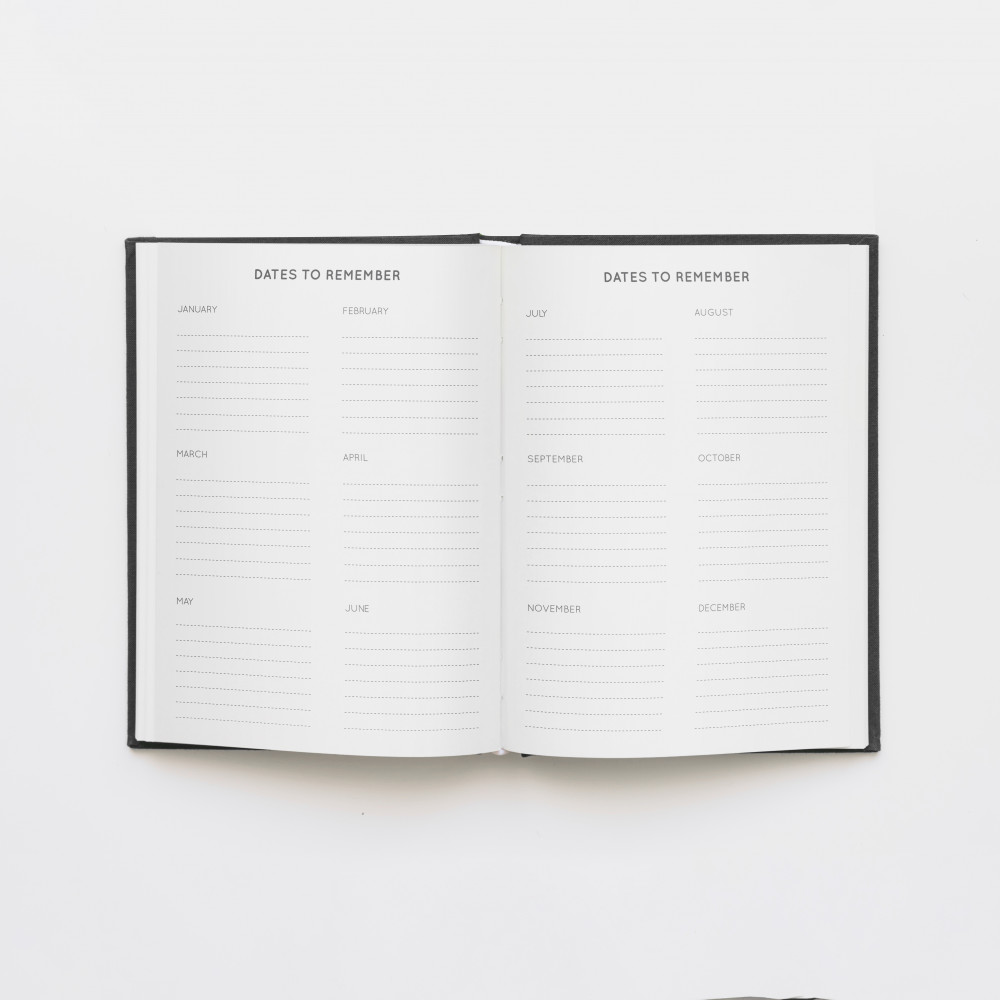 DATES TO REMEMBER
JANUARY
FEBRUARY
MARCH
APRIL
MAY
JUNE
DATES TO REMEMBER
JULY
AUGUST
SEPTEMBER
OCTOBER
NOVEMBER
DECEMBER